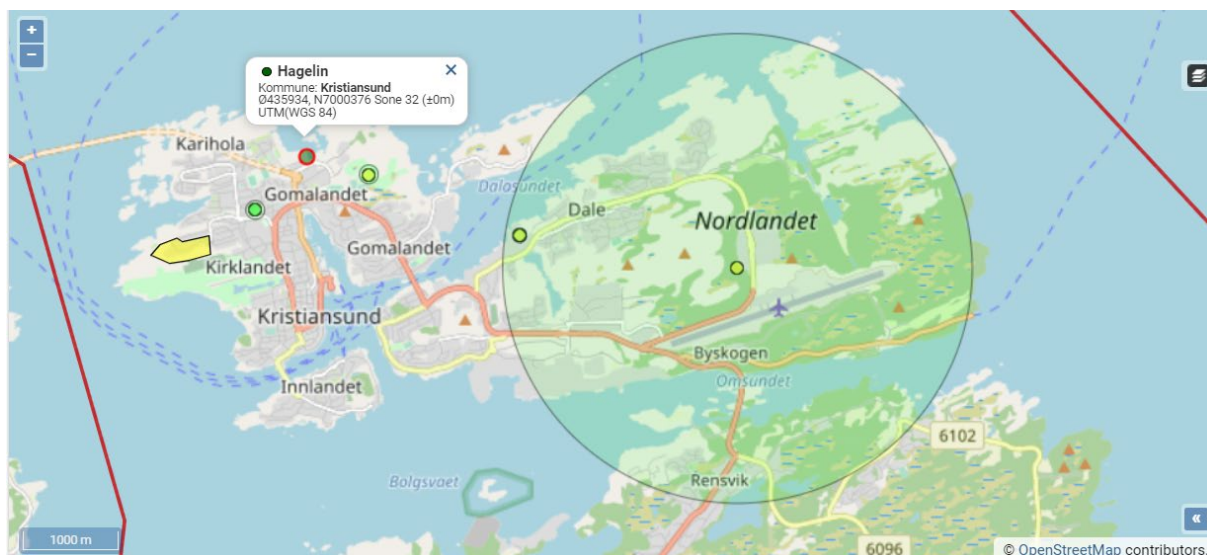 +
−
Hagelin
Kommune: Kristiansund
Ø435934, N7000376 Sone 32 (±0m)
UTM(WGS 84)
Karihola
Gomalandet
Dalasundet
Dale
Nordlandet
Gomalandet
Kirklandet
Kristiansund
Byskogen
Innlandet
Omsundet
6102
Bolgsvaet
Rensvik
«
1000 m
6096
© OpenStreetMap contributors.